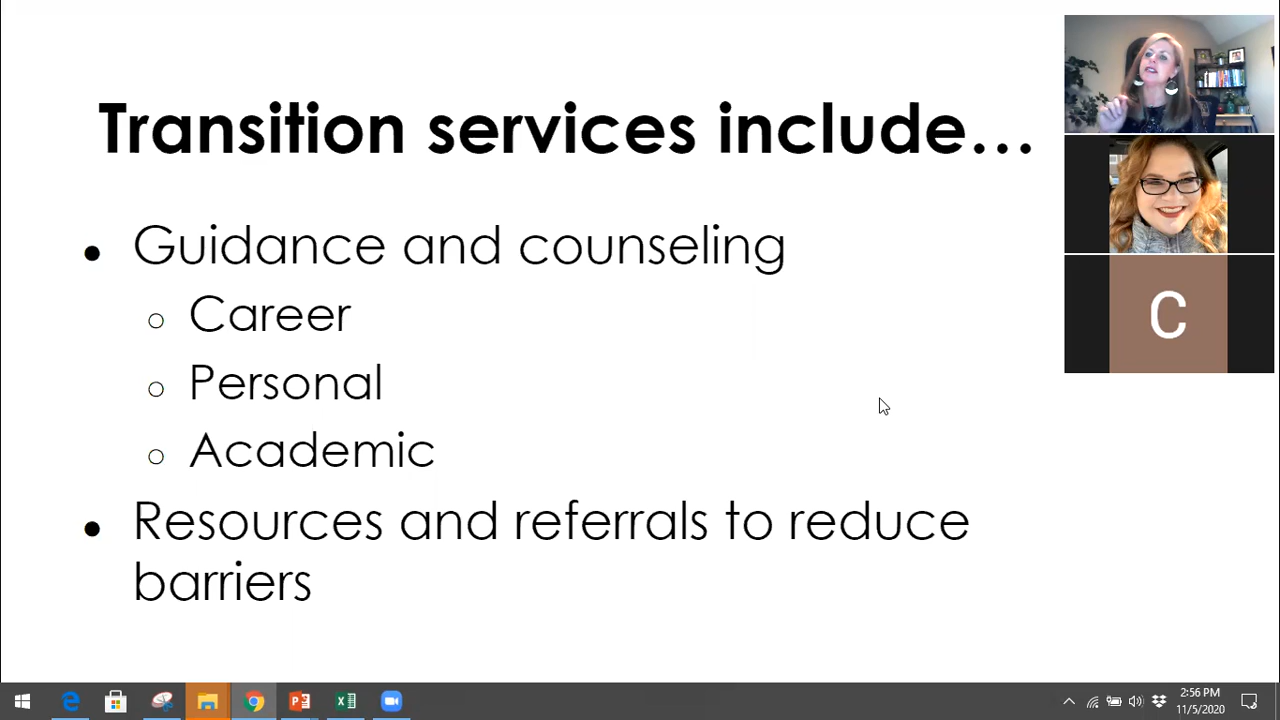 Transition services include…
● Guidance and counseling
○ Career
○ Personal
○ Academic
● Resources and referrals to reduce
barriers
C
2:56 PM
11/5/2020